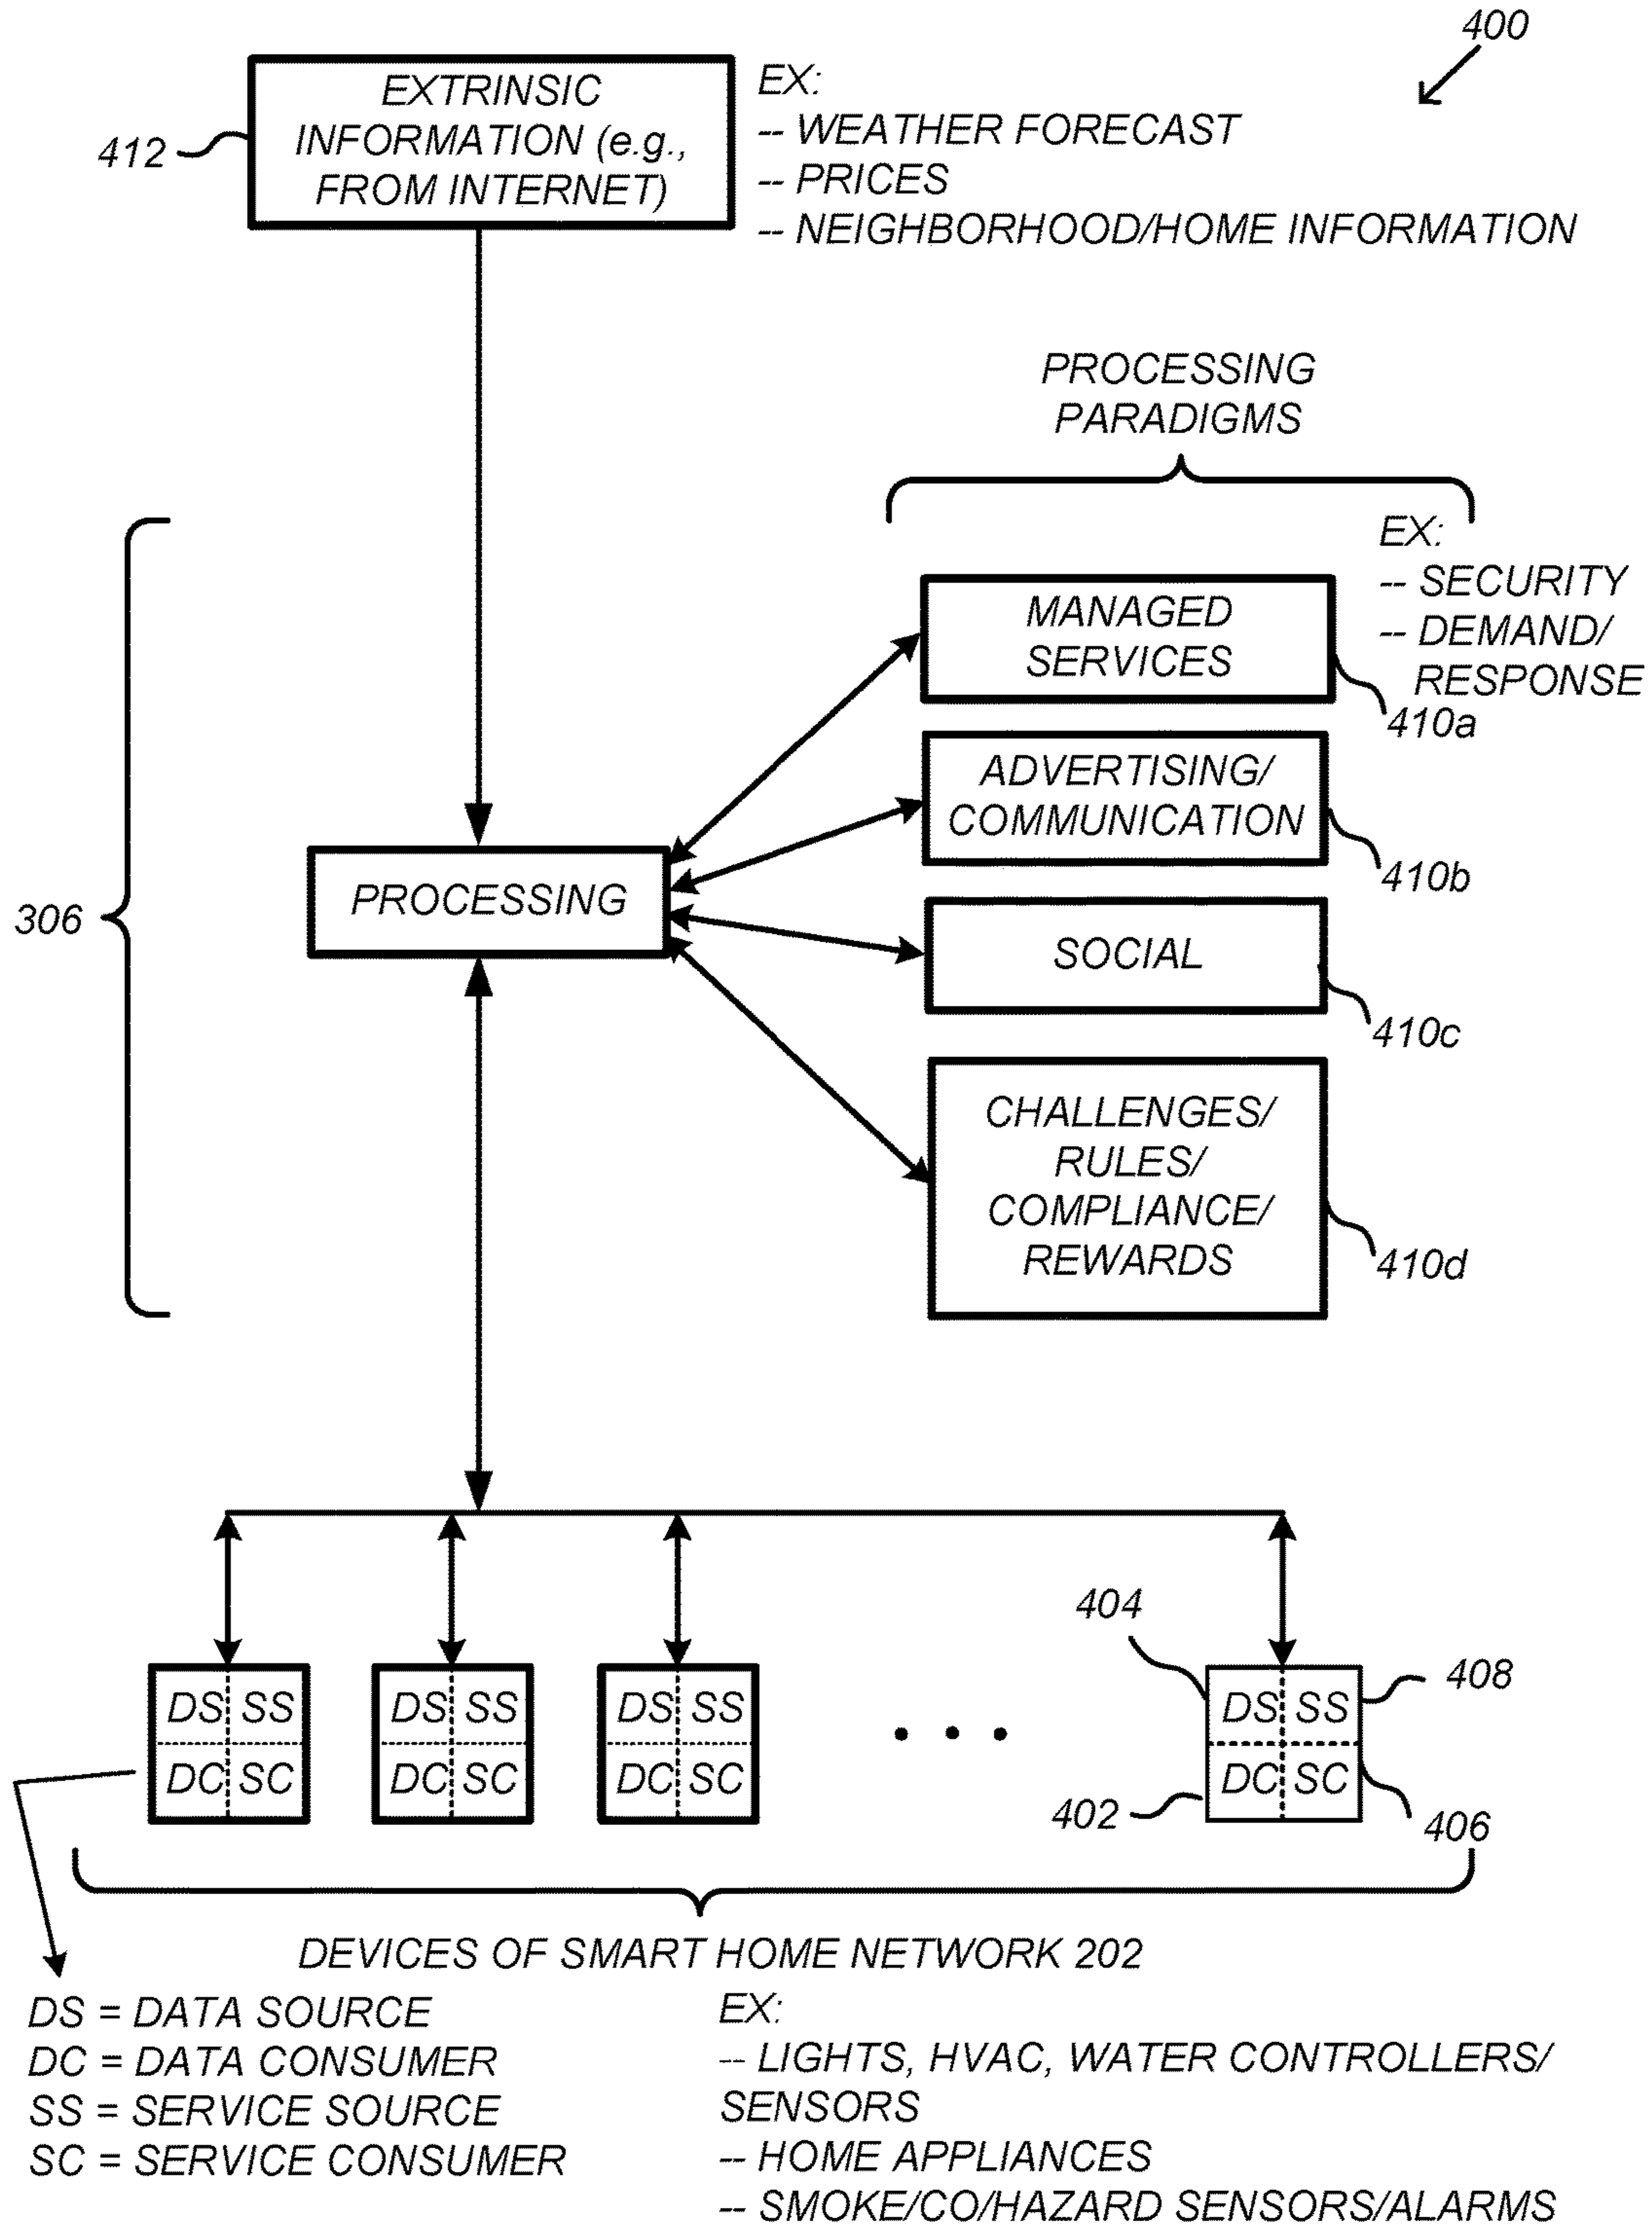 400
EXTRINSIC
INFORMATION (e.g.,
FROM INTERNET)
412
EX:
-- WEATHER FORECAST
-- PRICES
-- NEIGHBORHOOD/HOME INFORMATION
PROCESSING
PARADIGMS
EX:
-- SECURITY
-- DEMAND/
RESPONSE
MANAGED
SERVICES
410a
ADVERTISING/
COMMUNICATION
410b
306
PROCESSING
SOCIAL
410c
CHALLENGES/
RULES/
COMPLIANCE/
REWARDS
410d
404
408
DS SS
DC SC
DS SS
DC SC
DS SS
DC SC
. . .
DS SS
DC SC
402
406
DEVICES OF SMART HOME NETWORK 202
DS = DATA SOURCE
DC = DATA CONSUMER
SS = SERVICE SOURCE
SC = SERVICE CONSUMER
EX:
-- LIGHTS, HVAC, WATER CONTROLLERS/
SENSORS
-- HOME APPLIANCES
-- SMOKE/CO/HAZARD SENSORS/ALARMS